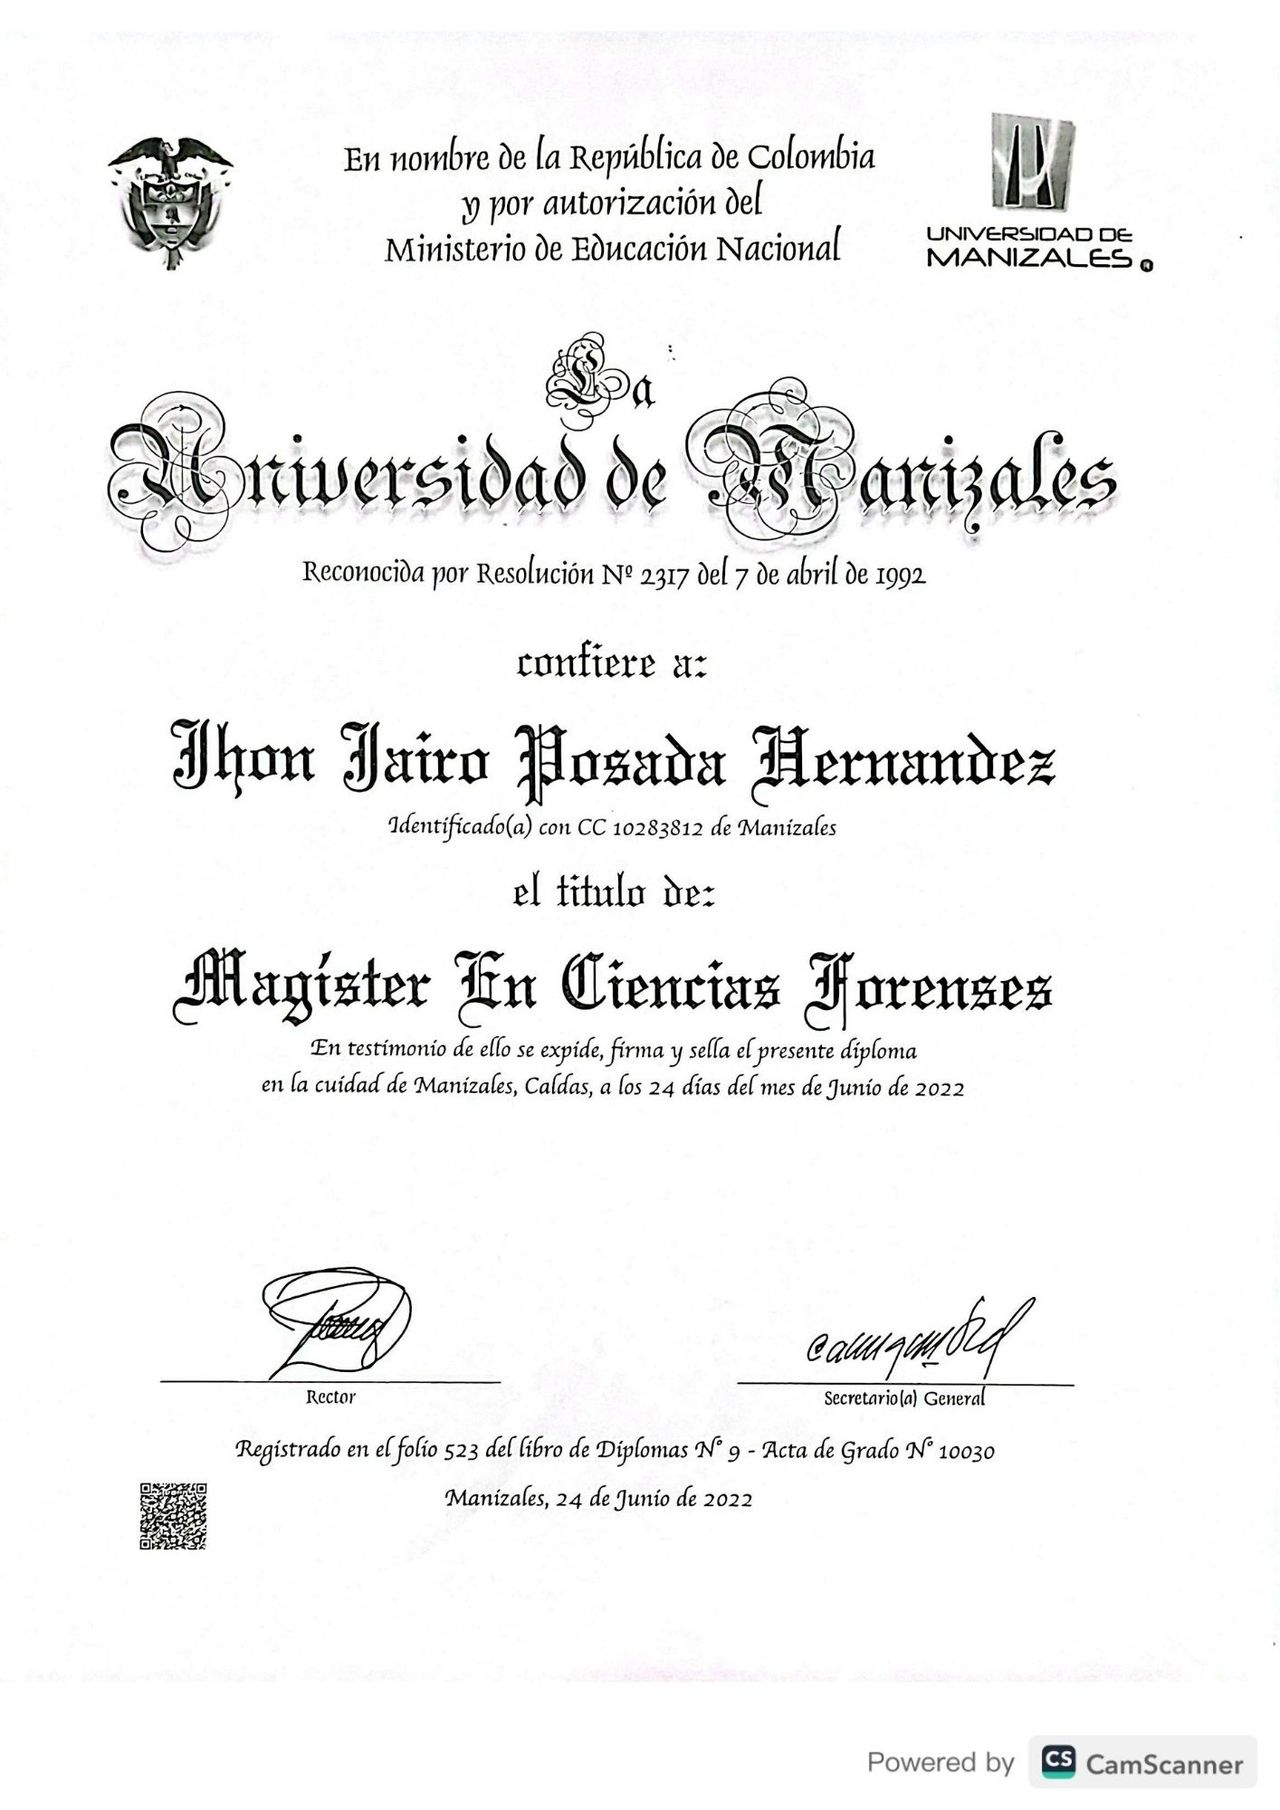 En nombre de la República de Colombia
y por autorización del
Ministerio de Educación Nacional
UNIVERSIDAD DE
MANIZALES
La
Universidad de Manizales
Reconocida por Resolución Nº 2317 del 7 de abril de 1992
confiere a:
Jhon Jairo Posada Hernandez
Identificado(a) con CC 10283812 de Manizales
el titulo de:
Magíster En Ciencias Forenses
En testimonio de ello se expide, firma y sella el presente diploma
en la cuidad de Manizales, Caldas, a los 24 días del mes de Junio de 2022
Rector
Secretario(a) General
Registrado en el folio 523 del libro de Diplomas N° 9 - Acta de Grado N° 10030
Manizales, 24 de Junio de 2022
Powered by CS CamScanner